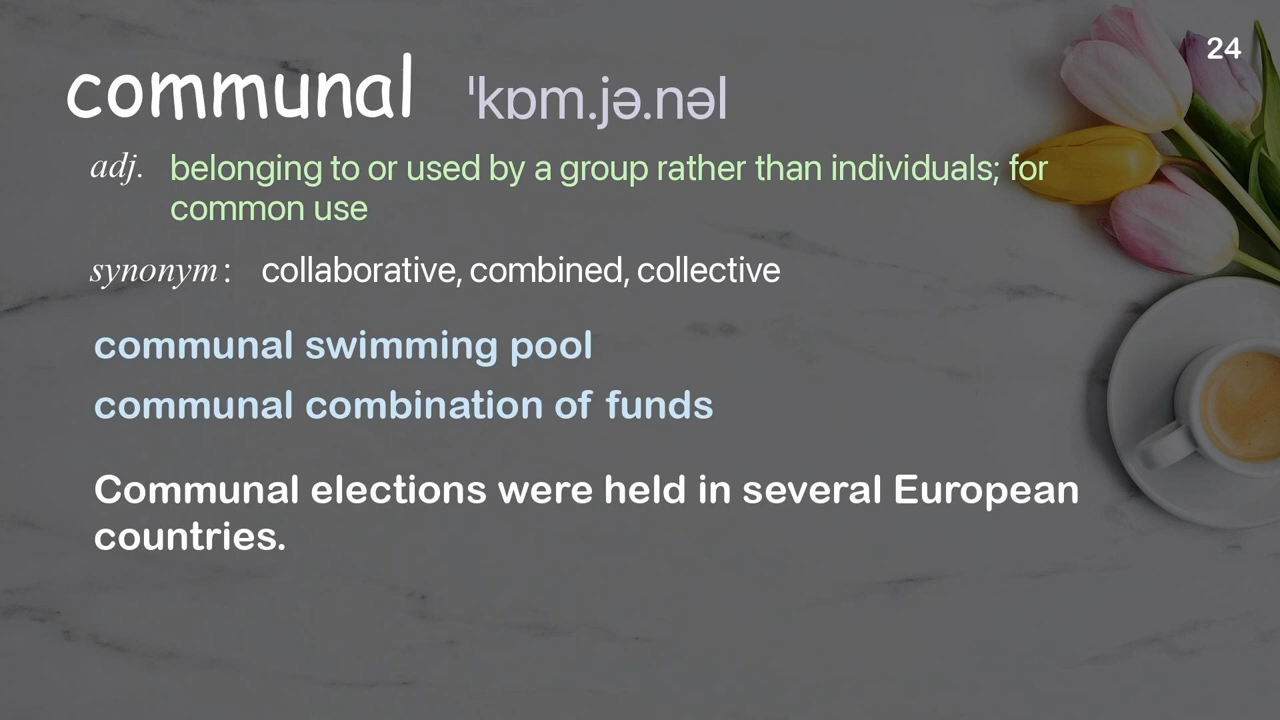 24
communal ˈkɒm.jə.nəl
adj. belonging to or used by a group rather than individuals; for
common use
synonym: collaborative, combined, collective
communal swimming pool
communal combination of funds
Communal elections were held in several European
countries.